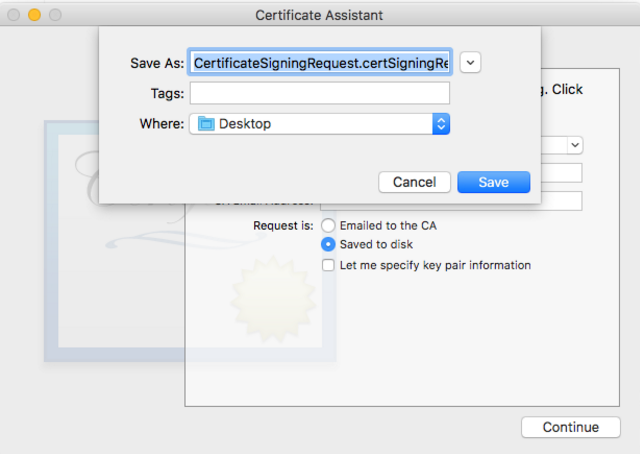 Certificate Assistant
Save As: CertificateSigningRequest.certSigningRe
Tags:
g. Click
Where: Desktop
Cancel Save
Request is: Emailed to the CA
Saved to disk
Let me specify key pair information
Continue